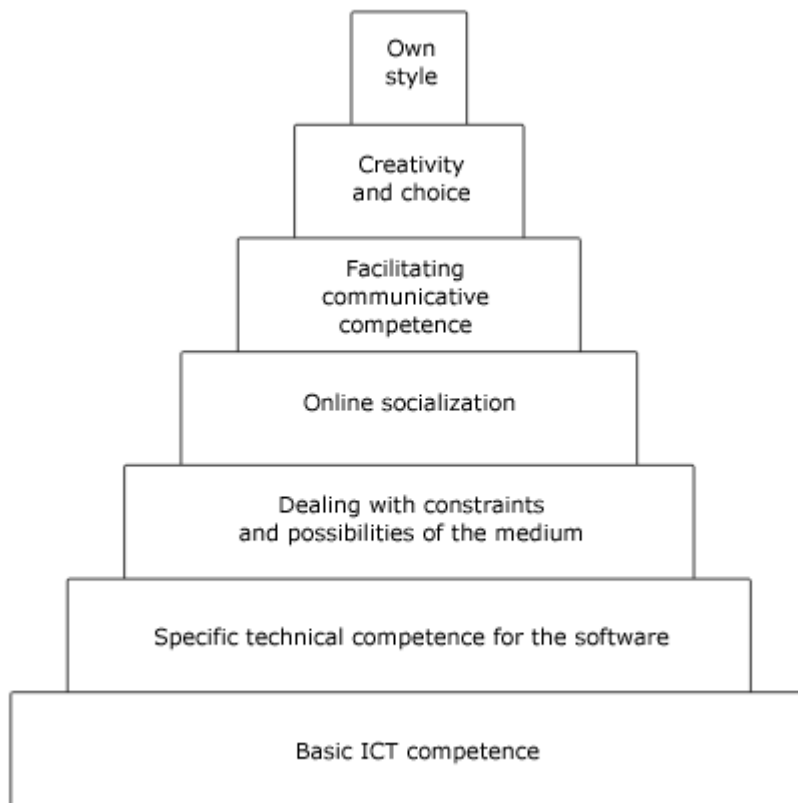 Own
style
Creativity
and choice
Facilitating
communicative
competence
Online socialization
Dealing with constraints
and possibilities of the medium
Specific technical competence for the software
Basic ICT competence